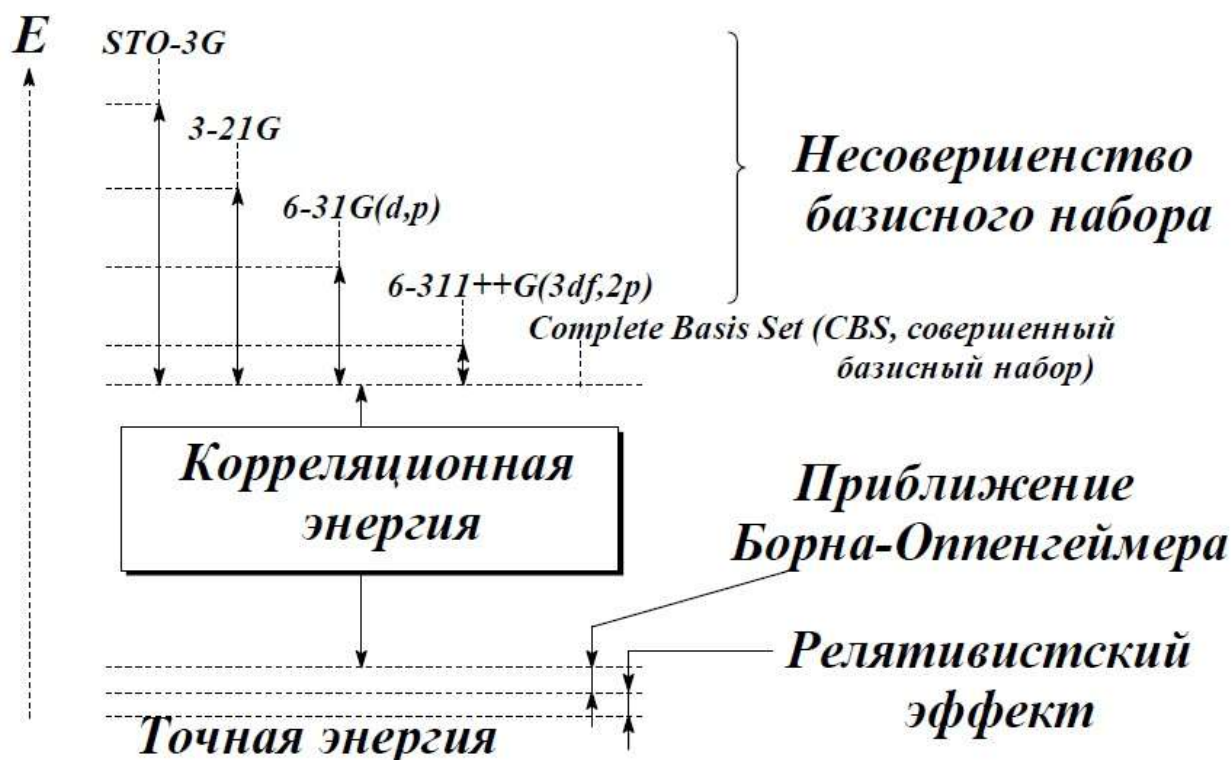 E
STO-3G
3-21G
6-31G(d,p)
6-311++G(3df,2p)
Complete Basis Set (CBS, совершенный
базисный набор)
Несовершенство
базисного набора
Корреляционная
энергия
Приближение
Борна-Оппенгеймера
Релятивистский
эффект
Точная энергия